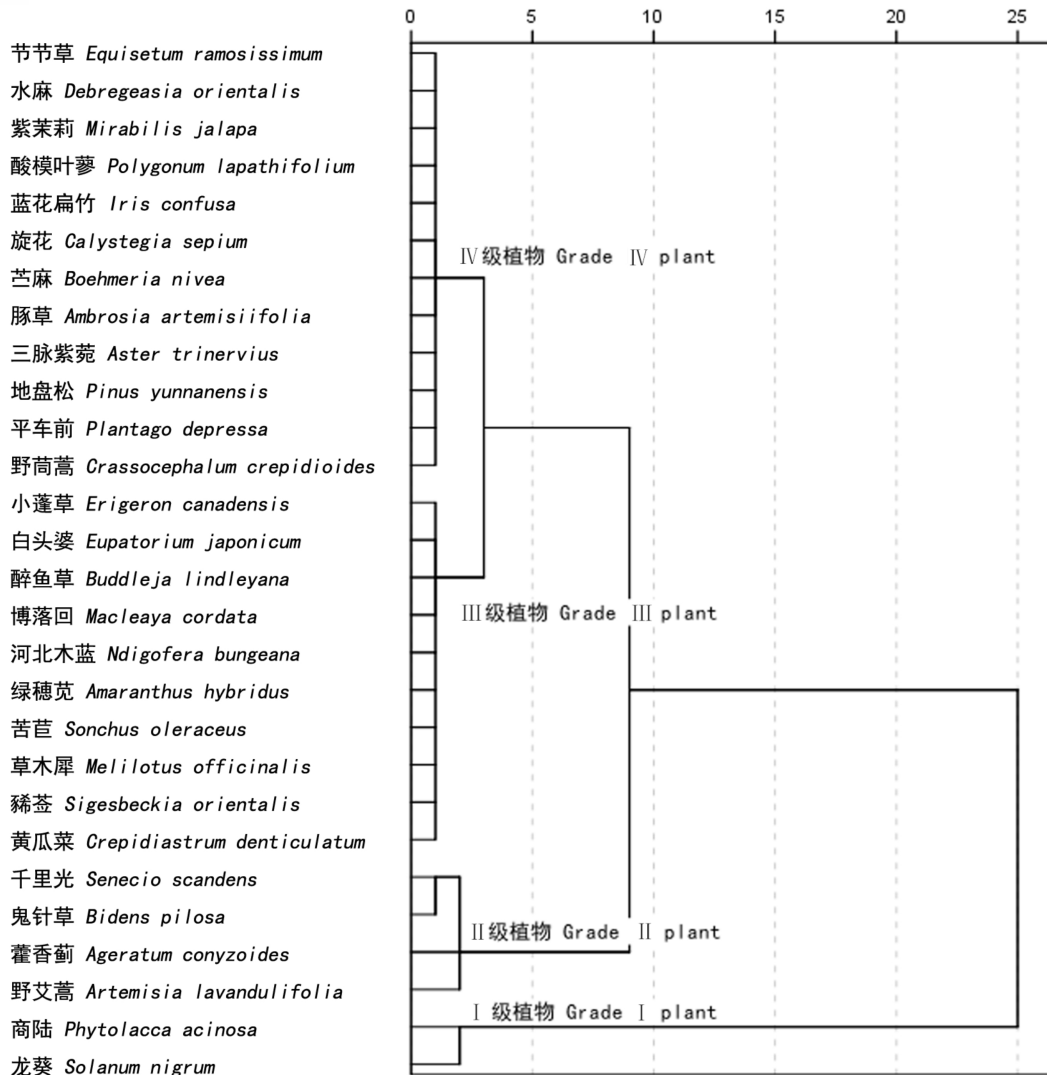 0 5 10 15 20 25
节节草 Equisetum ramosissimum
水麻 Debregeasia orientalis
紫茉莉 Mirabilis jalapa
酸模叶蓼 Polygonum lapathifolium
蓝花扁竹 Iris confusa
旋花 Calystegia sepium
Ⅳ级植物 Grade Ⅳ plant
苎麻 Boehmeria nivea
豚草 Ambrosia artemisiifolia
三脉紫菀 Aster trinervius
地盘松 Pinus yunnanensis
平车前 Plantago depressa
野茼蒿 Crassocephalum crepidioides
小蓬草 Erigeron canadensis
白头婆 Eupatorium japonicum
醉鱼草 Buddleja lindleyana
博落回 Macleaya cordata
Ⅲ级植物 Grade Ⅲ plant
河北木蓝 Ndigofera bungeana
绿穗苋 Amaranthus hybridus
苦苣 Sonchus oleraceus
草木犀 Melilotus officinalis
豨莶 Sigesbeckia orientalis
黄瓜菜 Crepidiastrum denticulatum
千里光 Senecio scandens
鬼针草 Bidens pilosa
Ⅱ级植物 Grade Ⅱ plant
藿香蓟 Ageratum conyzoides
野艾蒿 Artemisia lavandulifolia
Ⅰ 级植物 Grade Ⅰ plant
商陆 Phytolacca acinosa
龙葵 Solanum nigrum